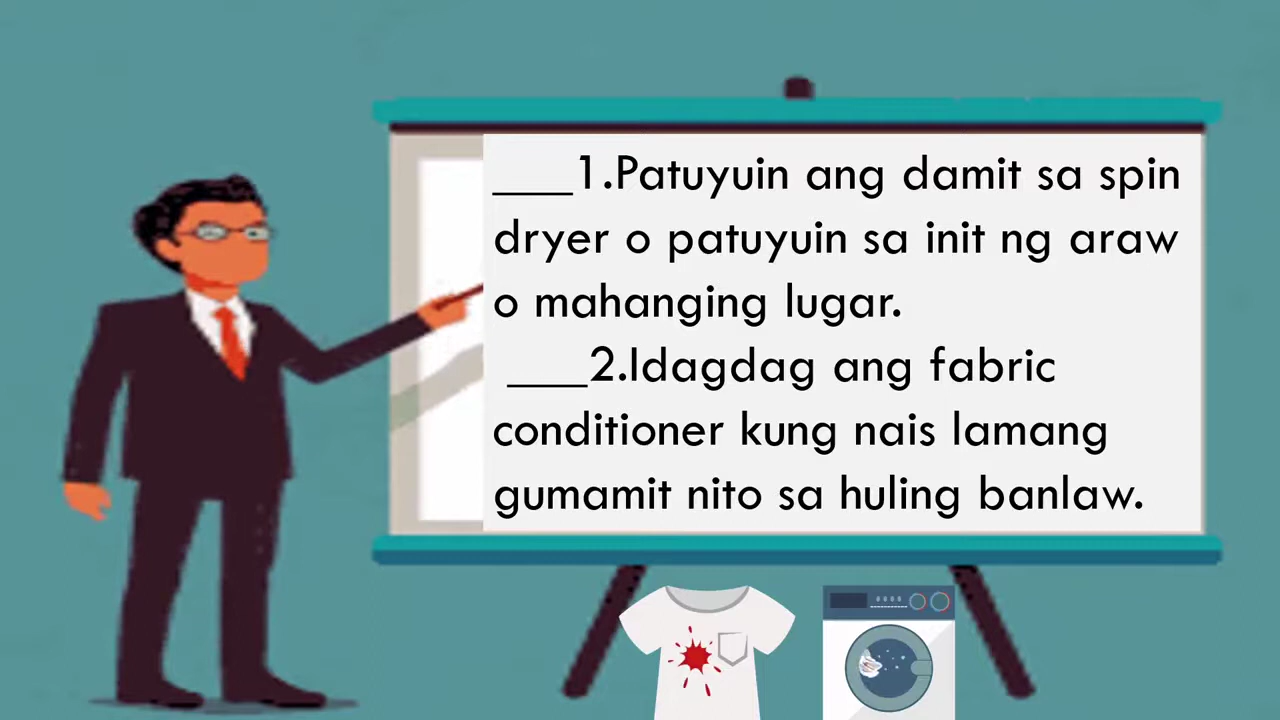 ___1.Patuyuin ang damit sa spin
dryer o patuyuin sa init ng araw
o mahanging lugar.
___2.Idagdag ang fabric
conditioner kung nais lamang
gumamit nito sa huling banlaw.